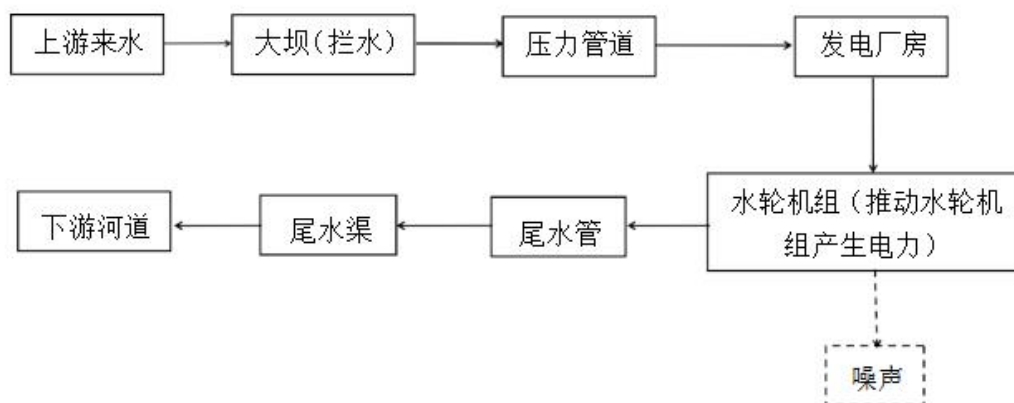 上游来水
大坝（拦水）
压力管道
发电厂房
水轮机组（推动水轮机
组产生电力）
尾水管
尾水渠
下游河道
噪声